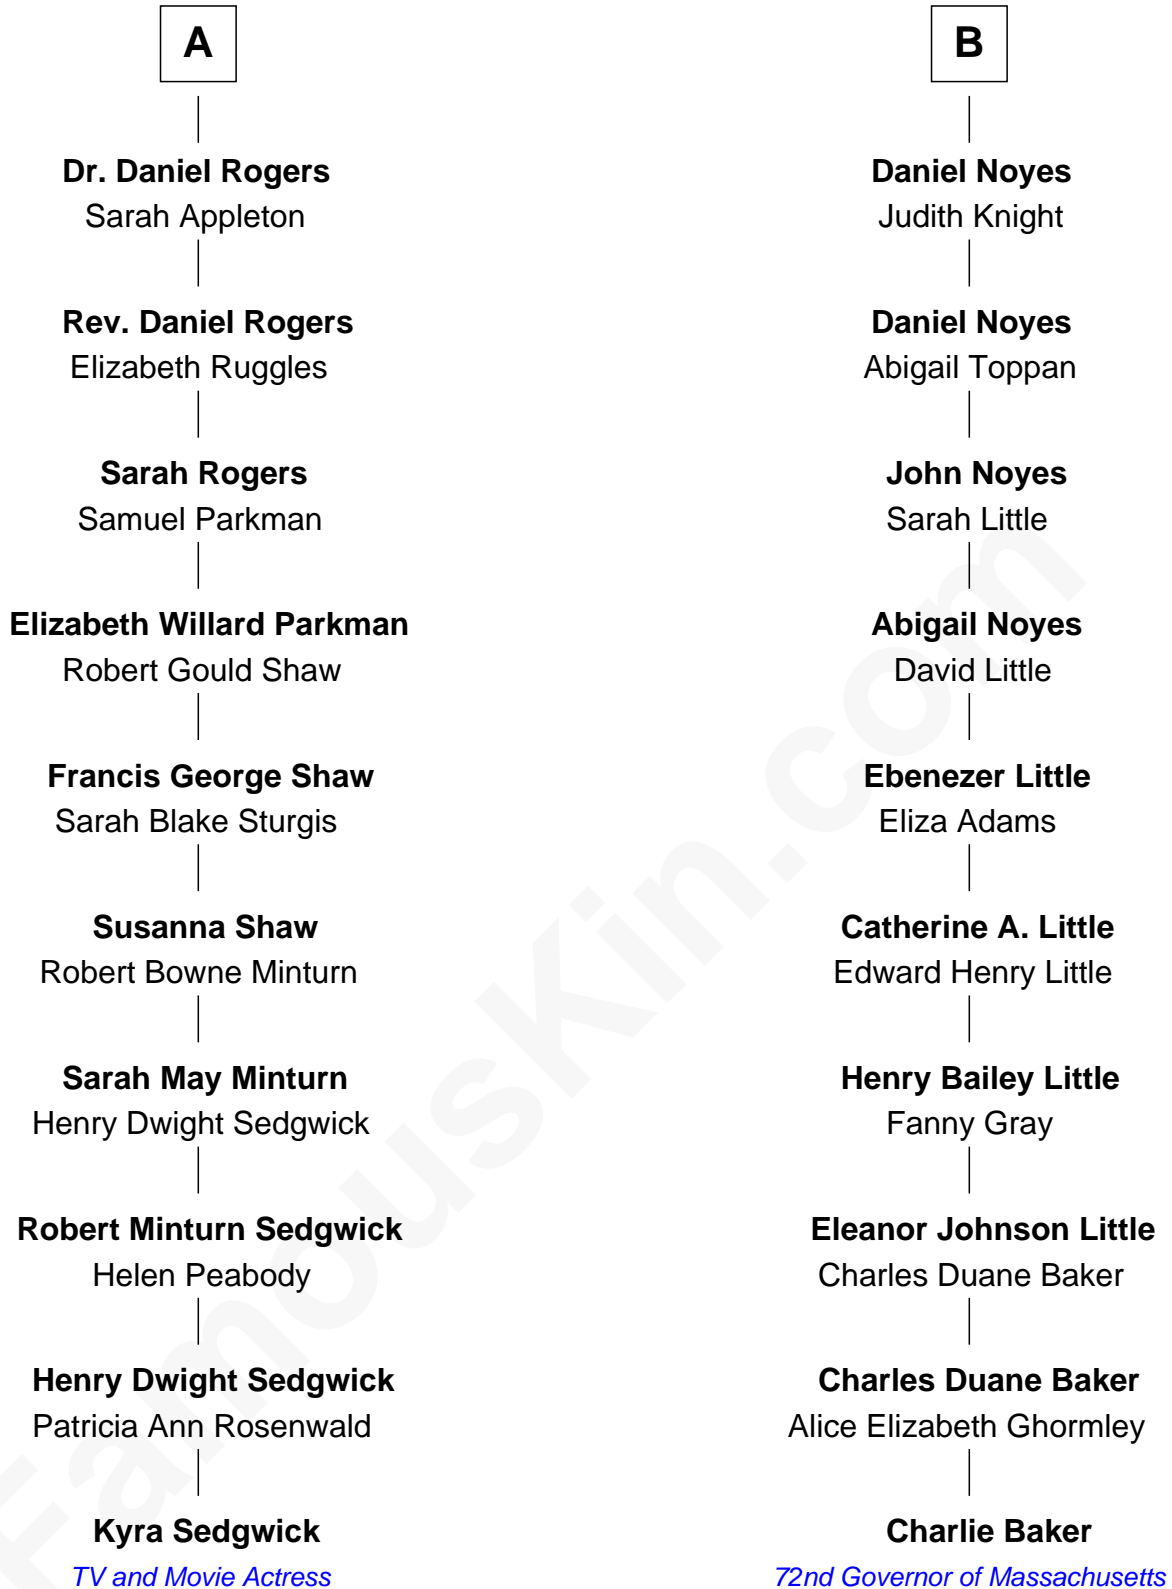 A
Dr. Daniel Rogers
Sarah Appleton
Rev. Daniel Rogers
Elizabeth Ruggles
Sarah Rogers
Samuel Parkman
Elizabeth Willard Parkman
Robert Gould Shaw
Francis George Shaw
Sarah Blake Sturgis
Susanna Shaw
Robert Bowne Minturn
Sarah May Minturn
Henry Dwight Sedgwick
Robert Minturn Sedgwick
Helen Peabody
Henry Dwight Sedgwick
Patricia Ann Rosenwald
Kyra Sedgwick
TV and Movie Actress
B
Daniel Noyes
Judith Knight
Daniel Noyes
Abigail Toppan
John Noyes
Sarah Little
Abigail Noyes
David Little
Ebenezer Little
Eliza Adams
Catherine A. Little
Edward Henry Little
Henry Bailey Little
Fanny Gray
Eleanor Johnson Little
Charles Duane Baker
Charles Duane Baker
Alice Elizabeth Ghormley
Charlie Baker
72nd Governor of Massachusetts
FamousKin.com